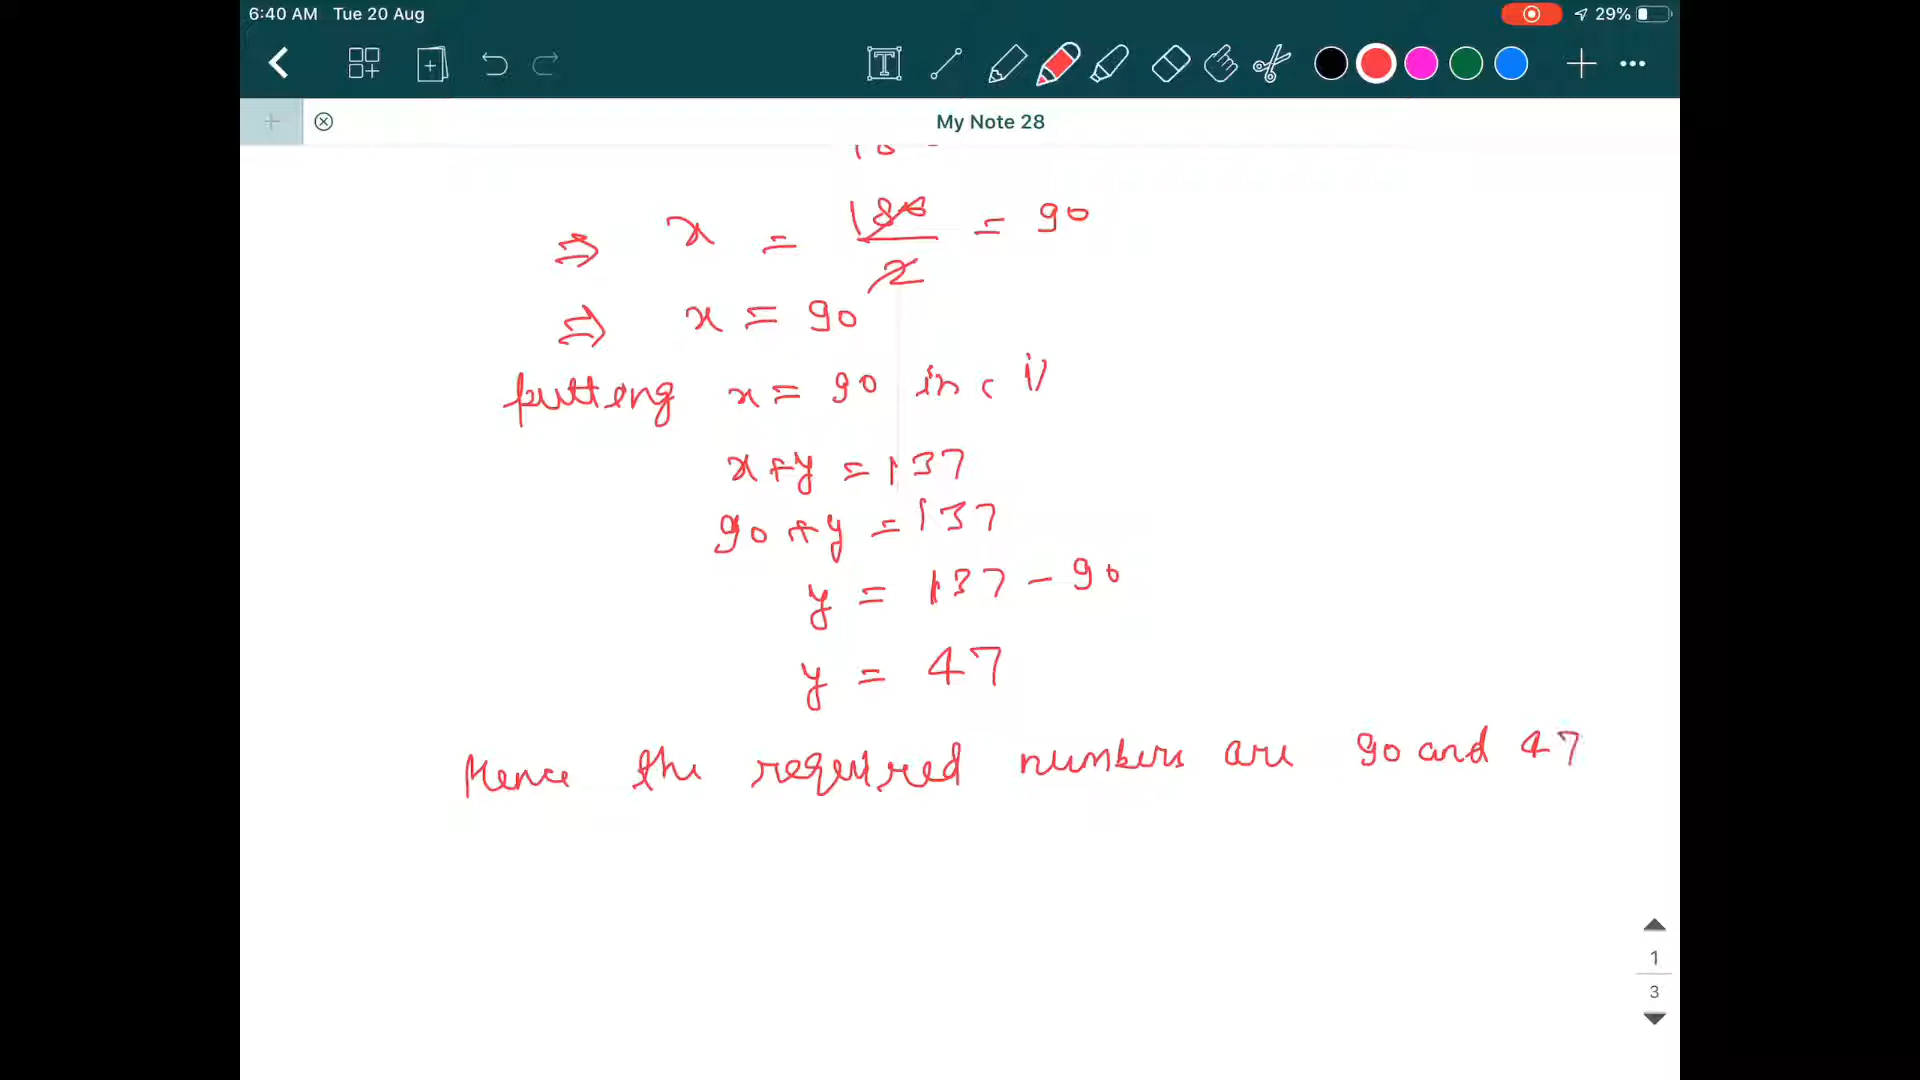 6:40 AM Tue 20 Aug
29%
My Note 28
⇒ x = 180/2 = 90
⇒ x = 90
putting x = 90 in (i)
x+y = 137
90+y = 137
y = 137 - 90
y = 47
Hence the required numbers are 90 and 47
1
3